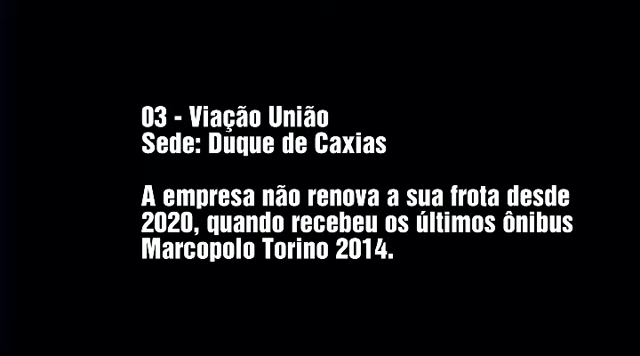 03 - Viação União
Sede: Duque de Caxias
A empresa não renova a sua frota desde
2020, quando recebeu os últimos ônibus
Marcopolo Torino 2014.